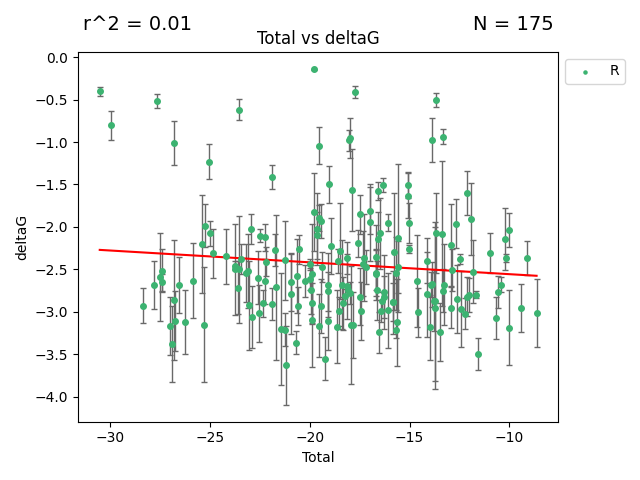 r^2 = 0.01 N = 175
Total vs deltaG
R
deltaG
0.0
−0.5
−1.0
−1.5
−2.0
−2.5
−3.0
−3.5
−4.0
−30 −25 −20 −15 −10
Total